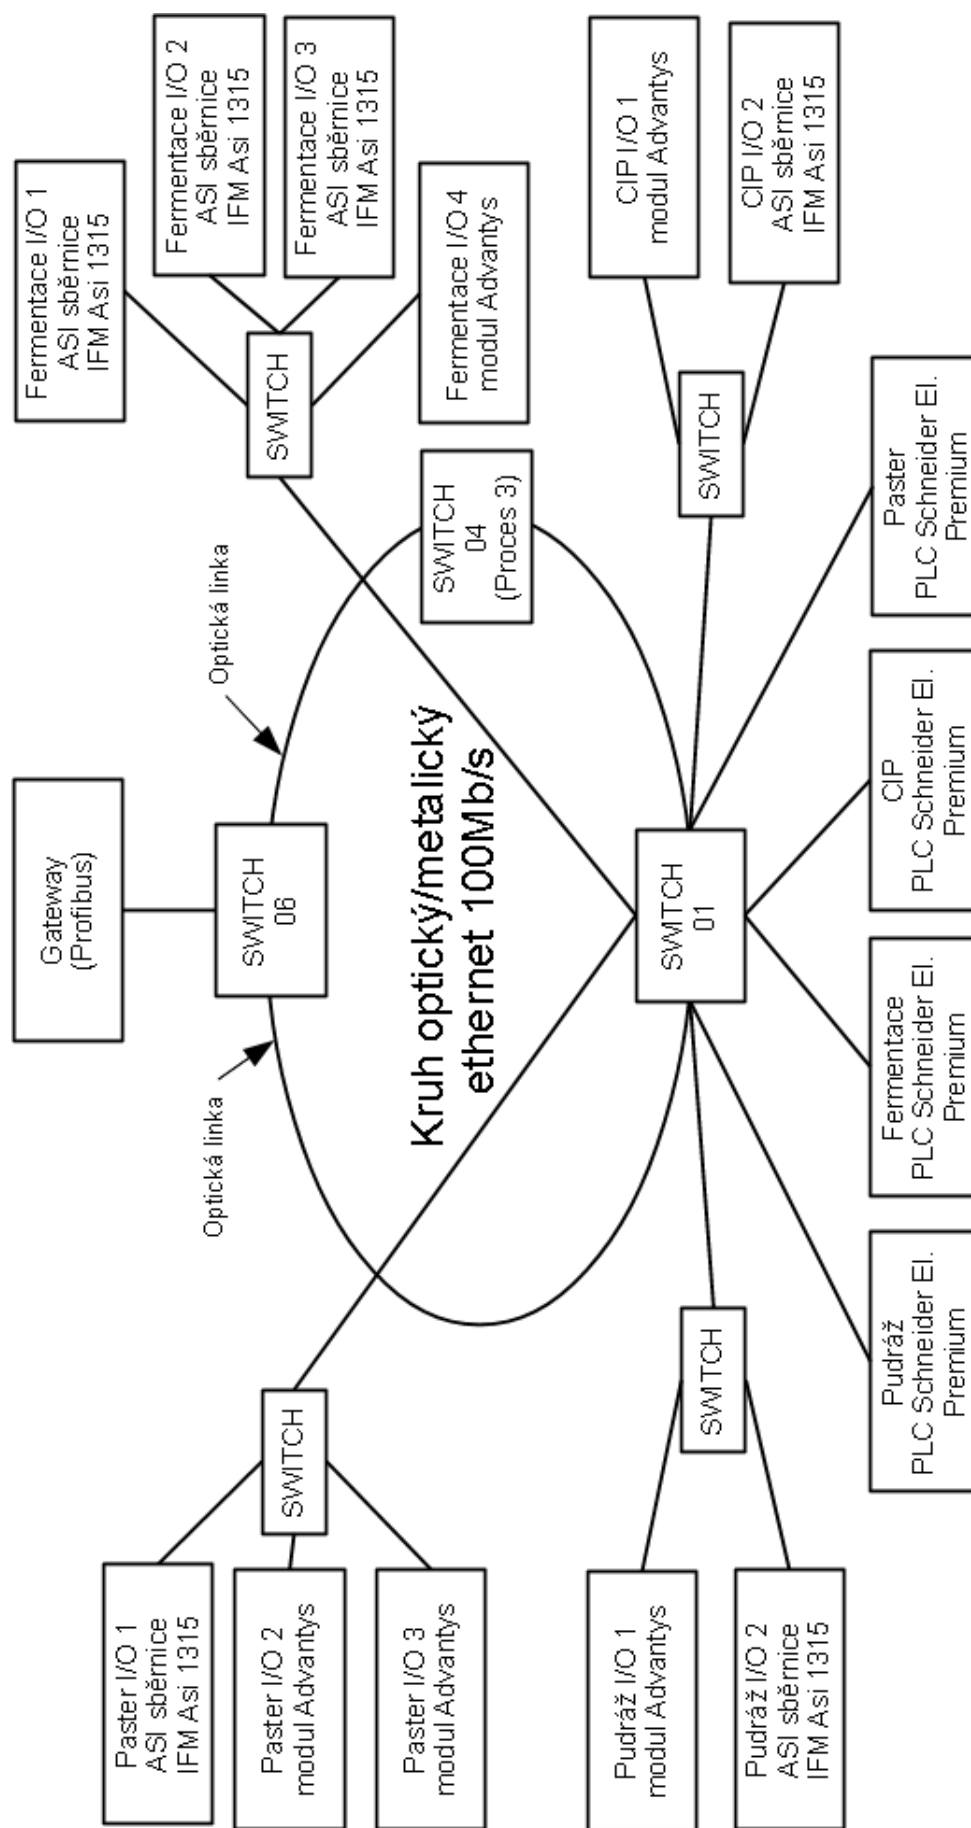 Paster I/O 1
ASI sběrnice
IFM Asi 1315
Paster I/O 2
modul Advantys
Paster I/O 3
modul Advantys
SWITCH
Optická linka
Gateway
(Profibus)
SWITCH
06
Optická linka
Fermentace I/O 1
ASI sběrnice
IFM Asi 1315
Fermentace I/O 2
ASI sběrnice
IFM Asi 1315
Fermentace I/O 3
ASI sběrnice
IFM Asi 1315
Fermentace I/O 4
modul Advantys
SWITCH
Kruh optický/metalický
ethernet 100Mb/s
SWITCH
04
(Proces 3)
Pudráž I/O 1
modul Advantys
Pudráž I/O 2
ASI sběrnice
IFM Asi 1315
SWITCH
SWITCH
01
SWITCH
CIP I/O 1
modul Advantys
CIP I/O 2
ASI sběrnice
IFM Asi 1315
Pudráž
PLC Schneider El.
Premium
Fermentace
PLC Schneider El.
Premium
CIP
PLC Schneider El.
Premium
Paster
PLC Schneider El.
Premium